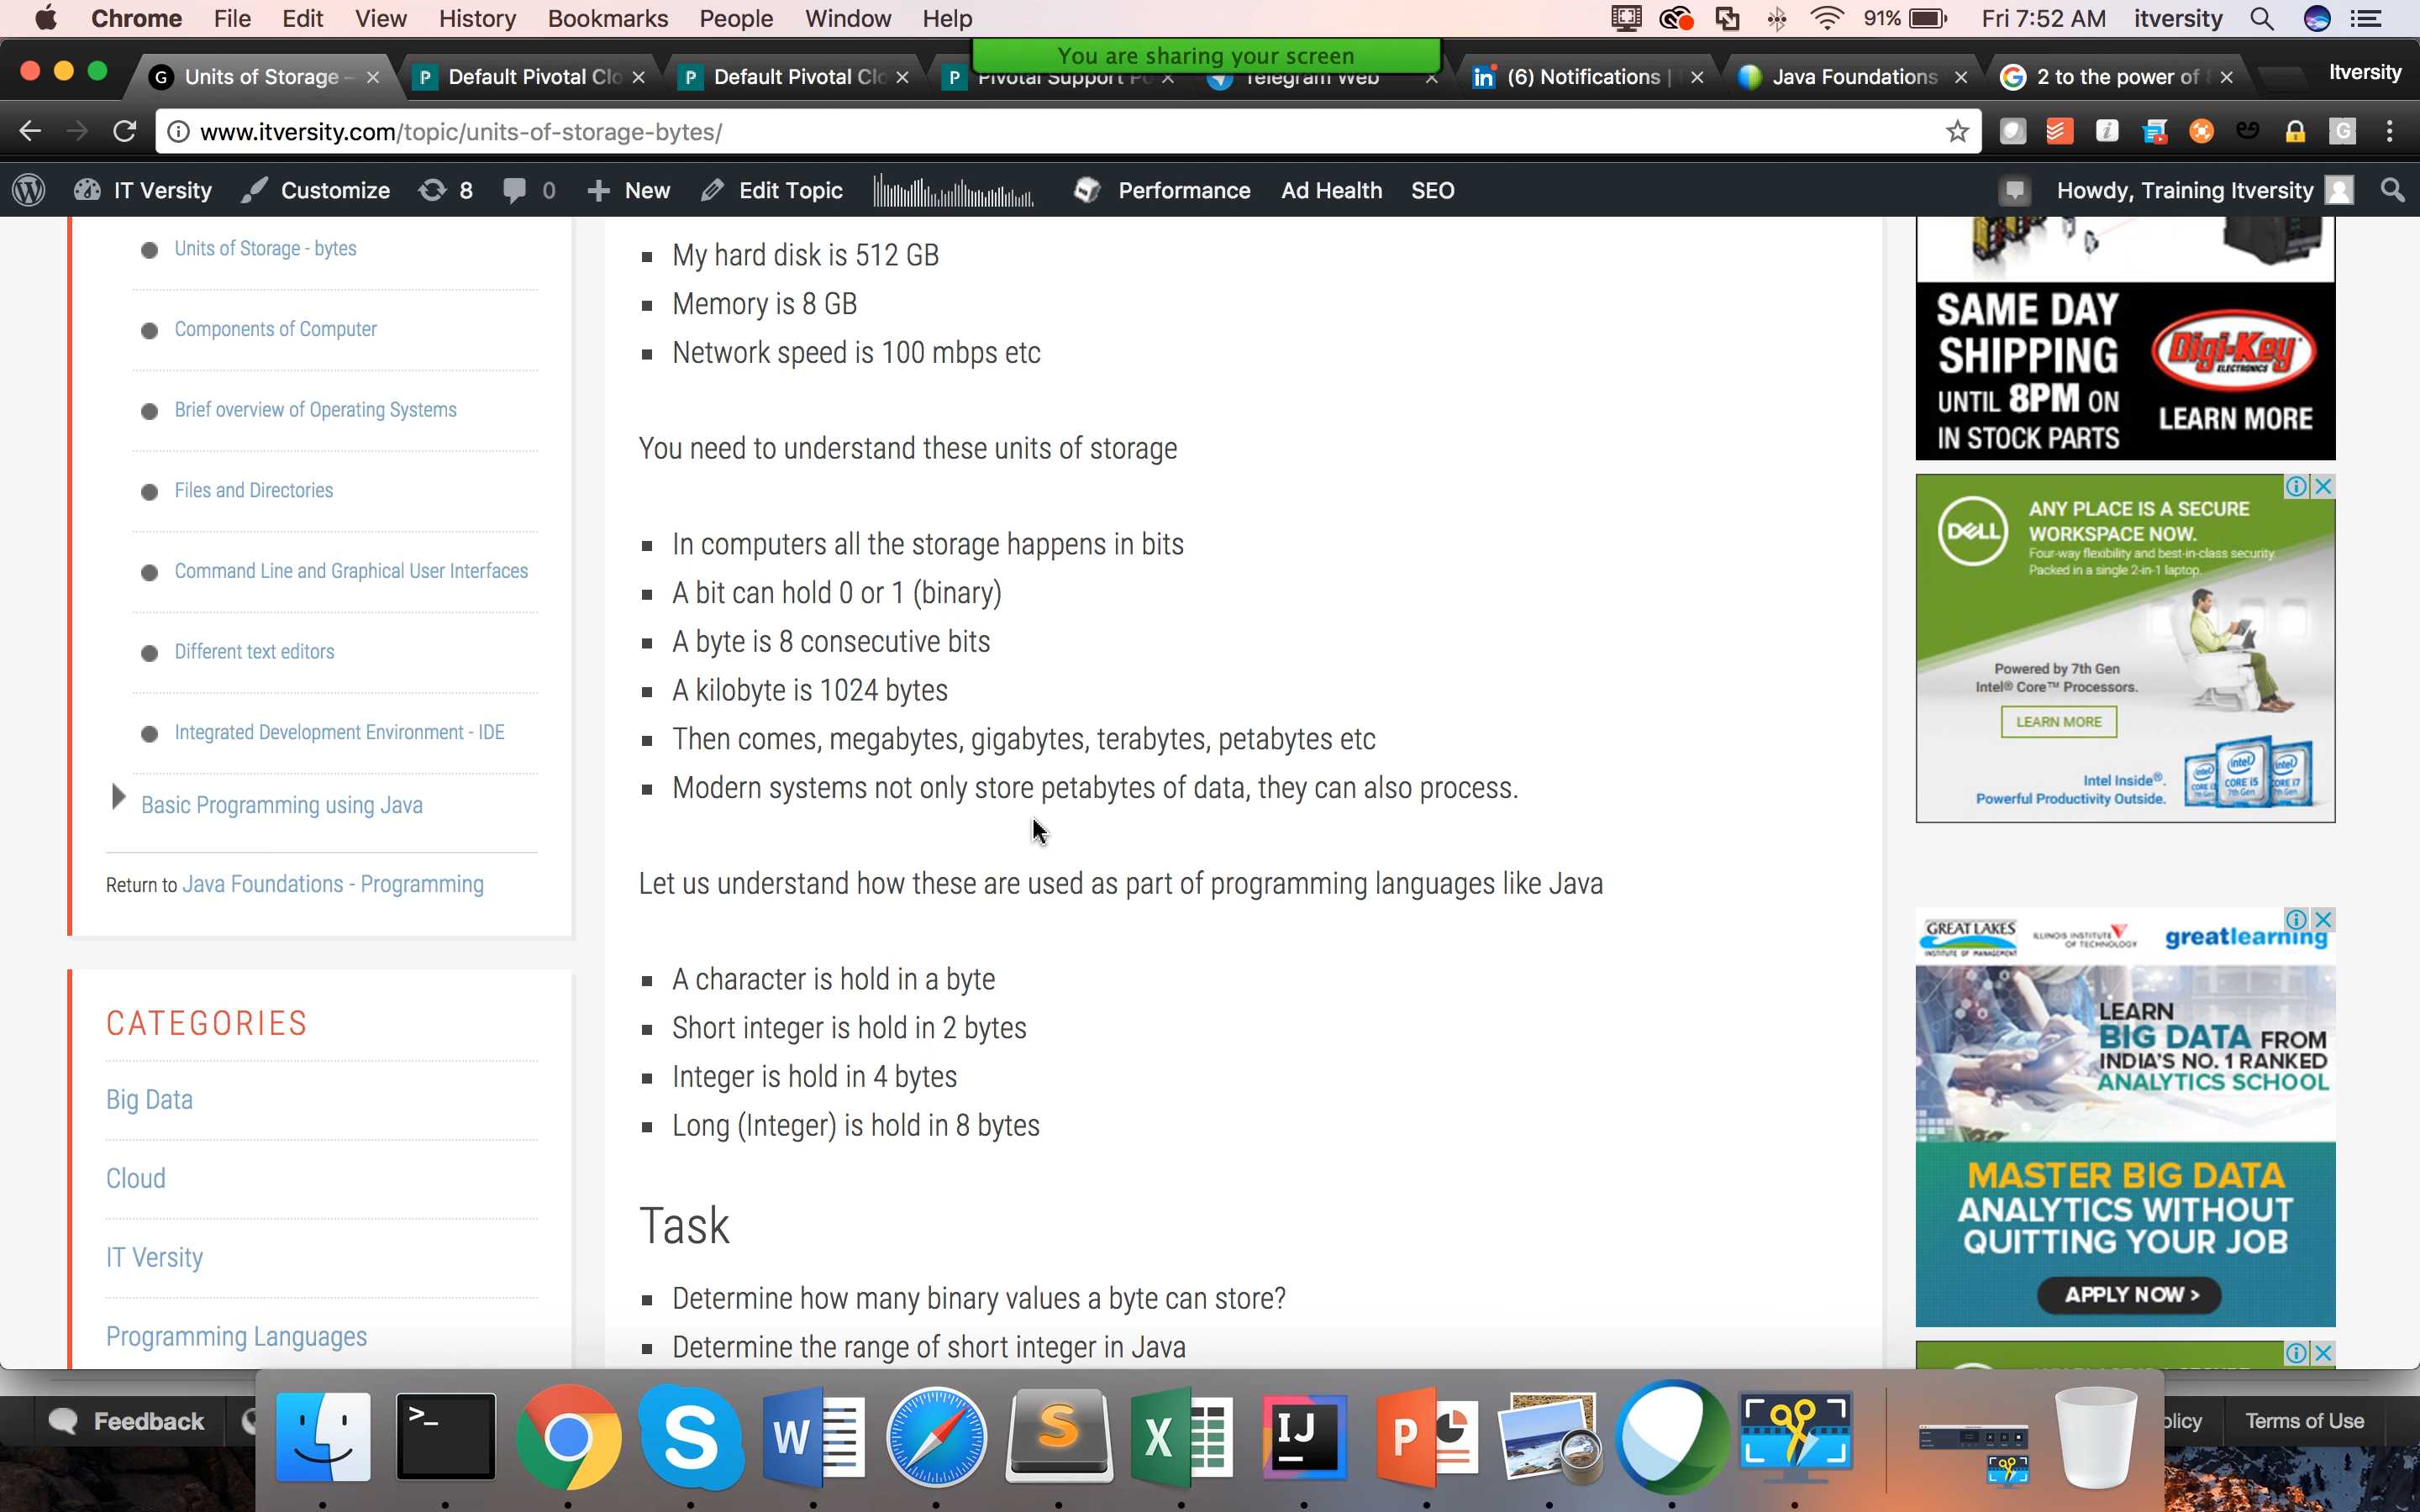 Chrome File Edit View History Bookmarks People Window Help 91% Fri 7:52 AM itversity
You are sharing your screen
Units of Storage - Default Pivotal Clo Default Pivotal Clo Pivotal Support Po Telegram Web (6) Notifications | Java Foundations 2 to the power of Itversity
www.itversity.com/topic/units-of-storage-bytes/
IT Versity Customize 8 0 New Edit Topic Performance Ad Health SEO Howdy, Training Itversity
Units of Storage - bytes
Components of Computer
Brief overview of Operating Systems
Files and Directories
Command Line and Graphical User Interfaces
Different text editors
Integrated Development Environment - IDE
Basic Programming using Java
Return to Java Foundations - Programming
CATEGORIES
Big Data
Cloud
IT Versity
Programming Languages
My hard disk is 512 GB
Memory is 8 GB
Network speed is 100 mbps etc
You need to understand these units of storage
In computers all the storage happens in bits
A bit can hold 0 or 1 (binary)
A byte is 8 consecutive bits
A kilobyte is 1024 bytes
Then comes, megabytes, gigabytes, terabytes, petabytes etc
Modern systems not only store petabytes of data, they can also process.
Let us understand how these are used as part of programming languages like Java
A character is hold in a byte
Short integer is hold in 2 bytes
Integer is hold in 4 bytes
Long (Integer) is hold in 8 bytes
Task
Determine how many binary values a byte can store?
Determine the range of short integer in Java
SAME DAY
SHIPPING
UNTIL 8PM ON
IN STOCK PARTS
Digi-Key
ELECTRONICS
LEARN MORE
DELL
ANY PLACE IS A SECURE
WORKSPACE NOW.
Four-way flexibility and best-in-class security.
Packed in a single 2-in-1 laptop.
Powered by 7th Gen
Intel® Core™ Processors.
LEARN MORE
Intel Inside®.
Powerful Productivity Outside.
GREAT LAKES
INSTITUTE OF MANAGEMENT
ILLINOIS INSTITUTE
OF TECHNOLOGY
greatlearning
LEARN
BIG DATA FROM
INDIA'S NO. 1 RANKED
ANALYTICS SCHOOL
MASTER BIG DATA
ANALYTICS WITHOUT
QUITTING YOUR JOB
APPLY NOW >
Feedback
olicy Terms of Use